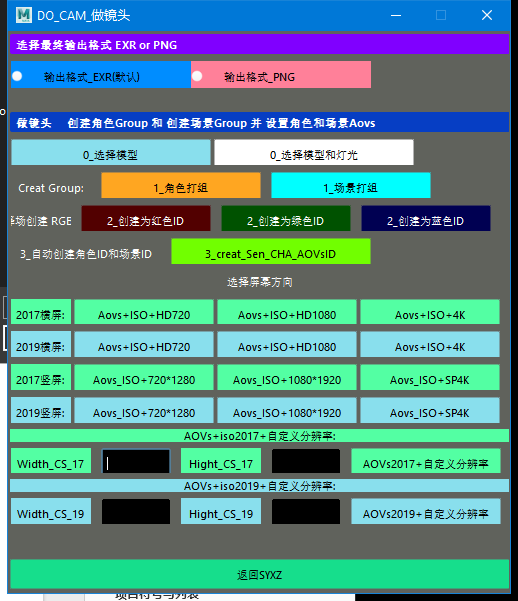 DO_CAM_做镜头
选择最终输出格式 EXR or PNG
输出格式_EXR(默认) 输出格式_PNG
做镜头 创建角色Group 和 创建场景Group 并 设置角色和场景Aovs
0_选择模型 0_选择模型和灯光
Creat Group: 1_角色打组 1_场景打组
场创建 RGE 2_创建为红色ID 2_创建为绿色ID 2_创建为蓝色ID
3_自动创建角色ID和场景ID 3_creat_Sen_CHA_AOVsID
选择屏幕方向
2017横屏: Aovs+ISO+HD720 Aovs+ISO+HD1080 Aovs+ISO+4K
2019横屏: Aovs+ISO+HD720 Aovs+ISO+HD1080 Aovs+ISO+4K
2017竖屏: Aovs_ISO+720*1280 Aovs_ISO+1080*1920 Aovs_ISO+SP4K
2019竖屏: Aovs_ISO+720*1280 Aovs_ISO+1080*1920 Aovs_ISO+SP4K
AOVs+iso2017+自定义分辨率:
Width_CS_17 Hight_CS_17 AOVs2017+自定义分辨率
AOVs+iso2019+自定义分辨率:
Width_CS_19 Hight_CS_19 AOVs2019+自定义分辨率
返回SYXZ